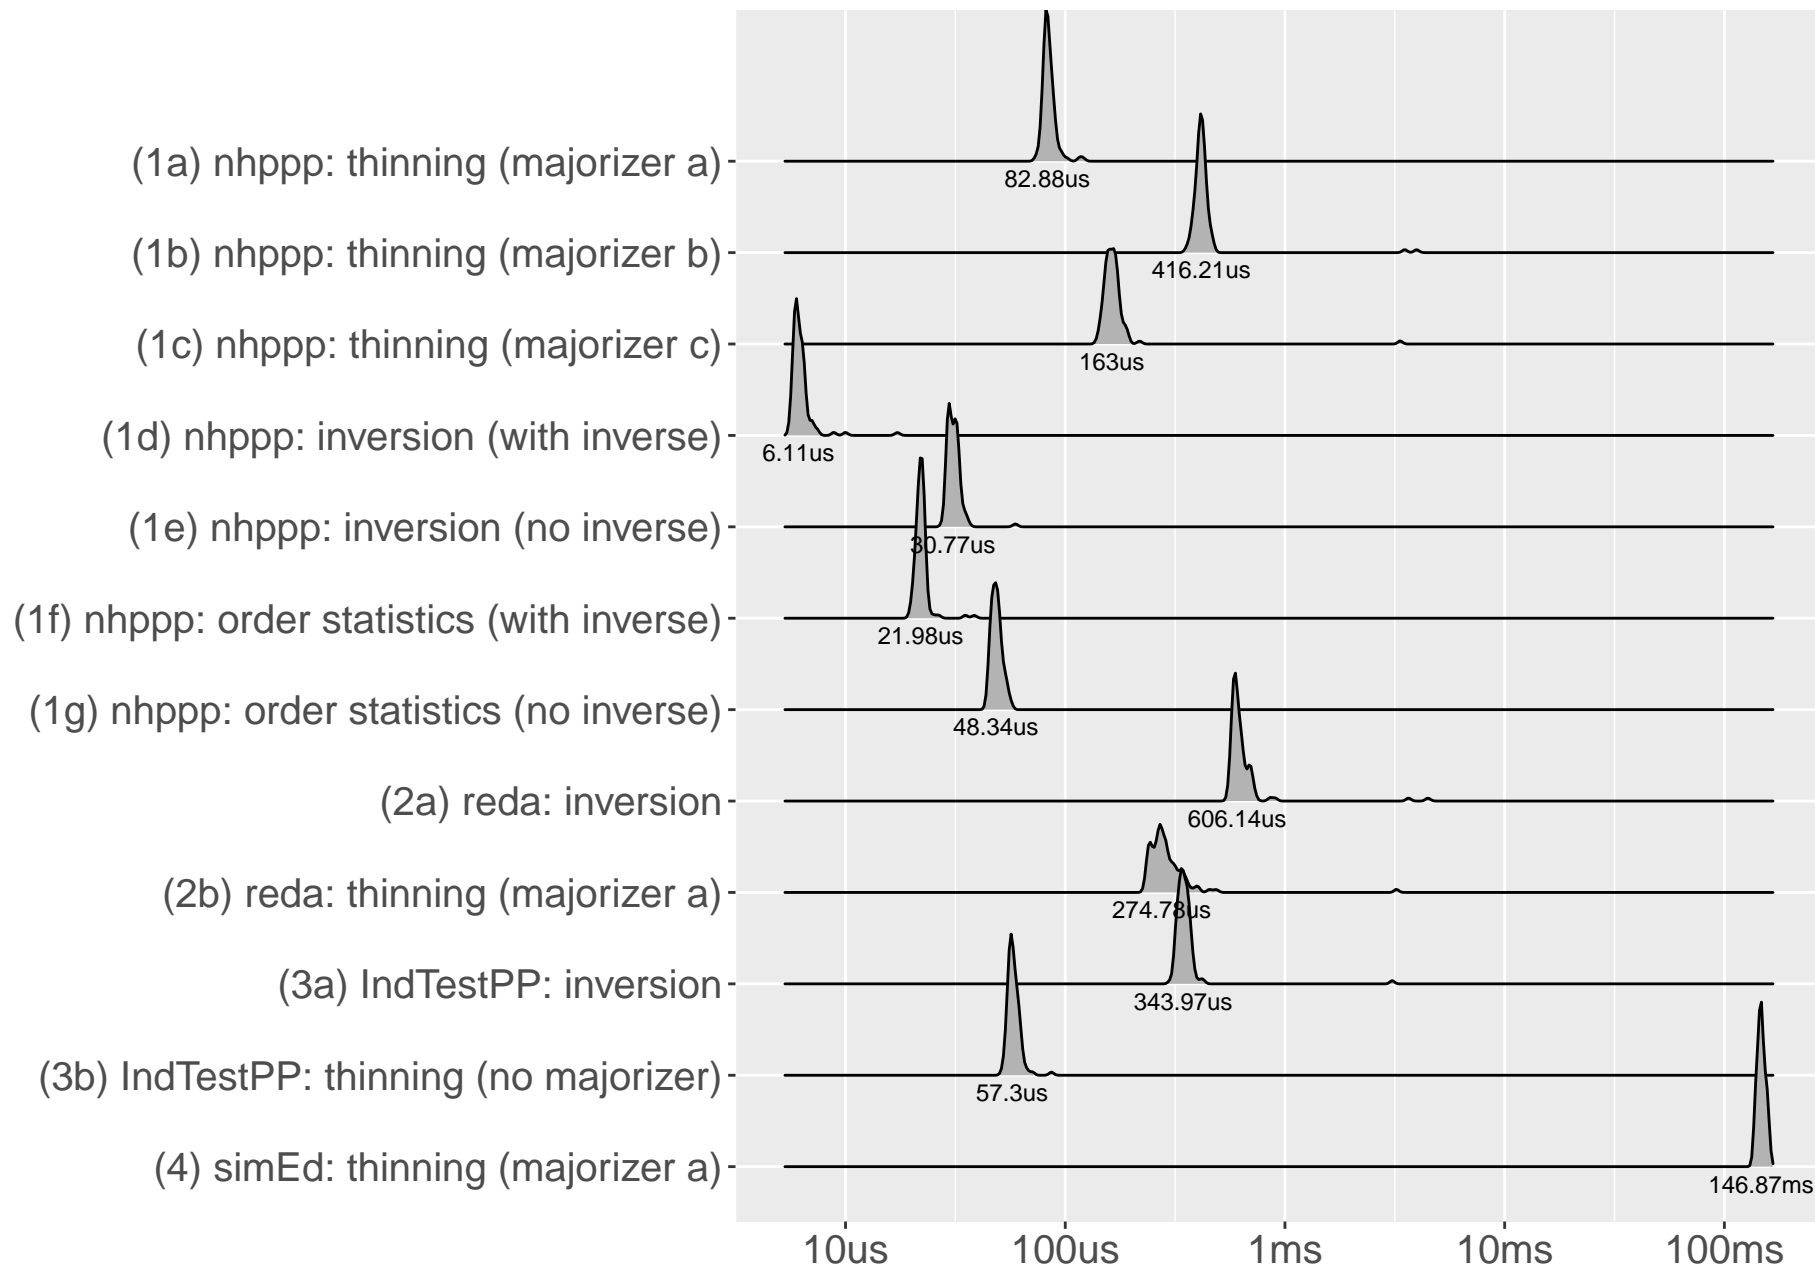 (1a) nhppp: thinning (majorizer a)
82.88us
(1b) nhppp: thinning (majorizer b)
416.21us
(1c) nhppp: thinning (majorizer c)
163us
(1d) nhppp: inversion (with inverse)
6.11us
(1e) nhppp: inversion (no inverse)
30.77us
(1f) nhppp: order statistics (with inverse)
21.98us
(1g) nhppp: order statistics (no inverse)
48.34us
(2a) reda: inversion
606.14us
(2b) reda: thinning (majorizer a)
274.78us
(3a) IndTestPP: inversion
343.97us
(3b) IndTestPP: thinning (no majorizer)
57.3us
(4) simEd: thinning (majorizer a)
146.87ms
10us 100us 1ms 10ms 100ms